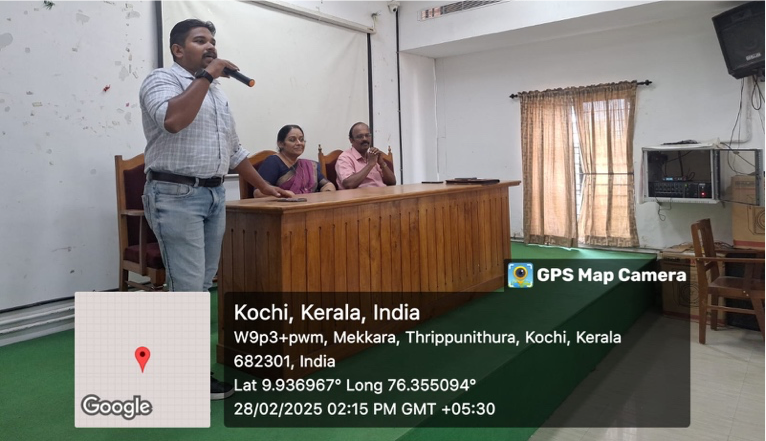 GPS Map Camera
Kochi, Kerala, India
W9p3+pwm, Mekkara, Thrippunithura, Kochi, Kerala
682301, India
Lat 9.936967° Long 76.355094°
28/02/2025 02:15 PM GMT +05:30
Google